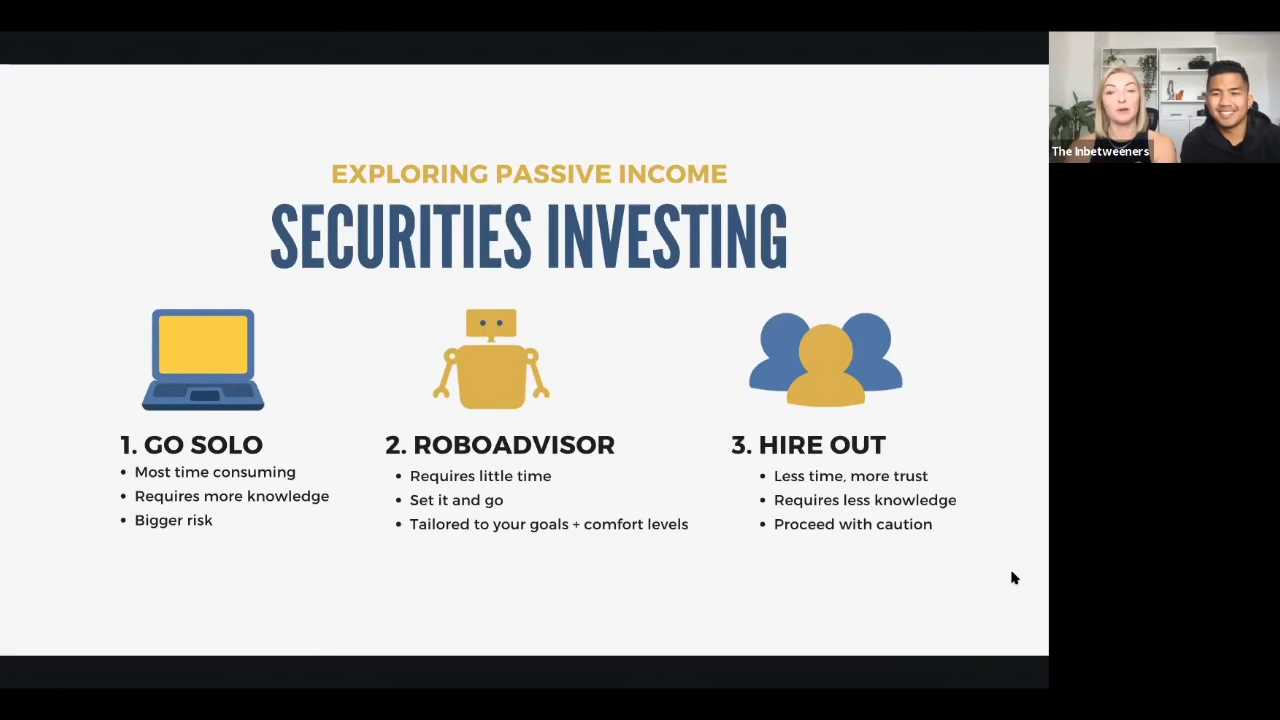 EXPLORING PASSIVE INCOME
SECURITIES INVESTING
1. GO SOLO
• Most time consuming
• Requires more knowledge
• Bigger risk
2. ROBOADVISOR
• Requires little time
• Set it and go
• Tailored to your goals + comfort levels
3. HIRE OUT
• Less time, more trust
• Requires less knowledge
• Proceed with caution
The Inbetweeners